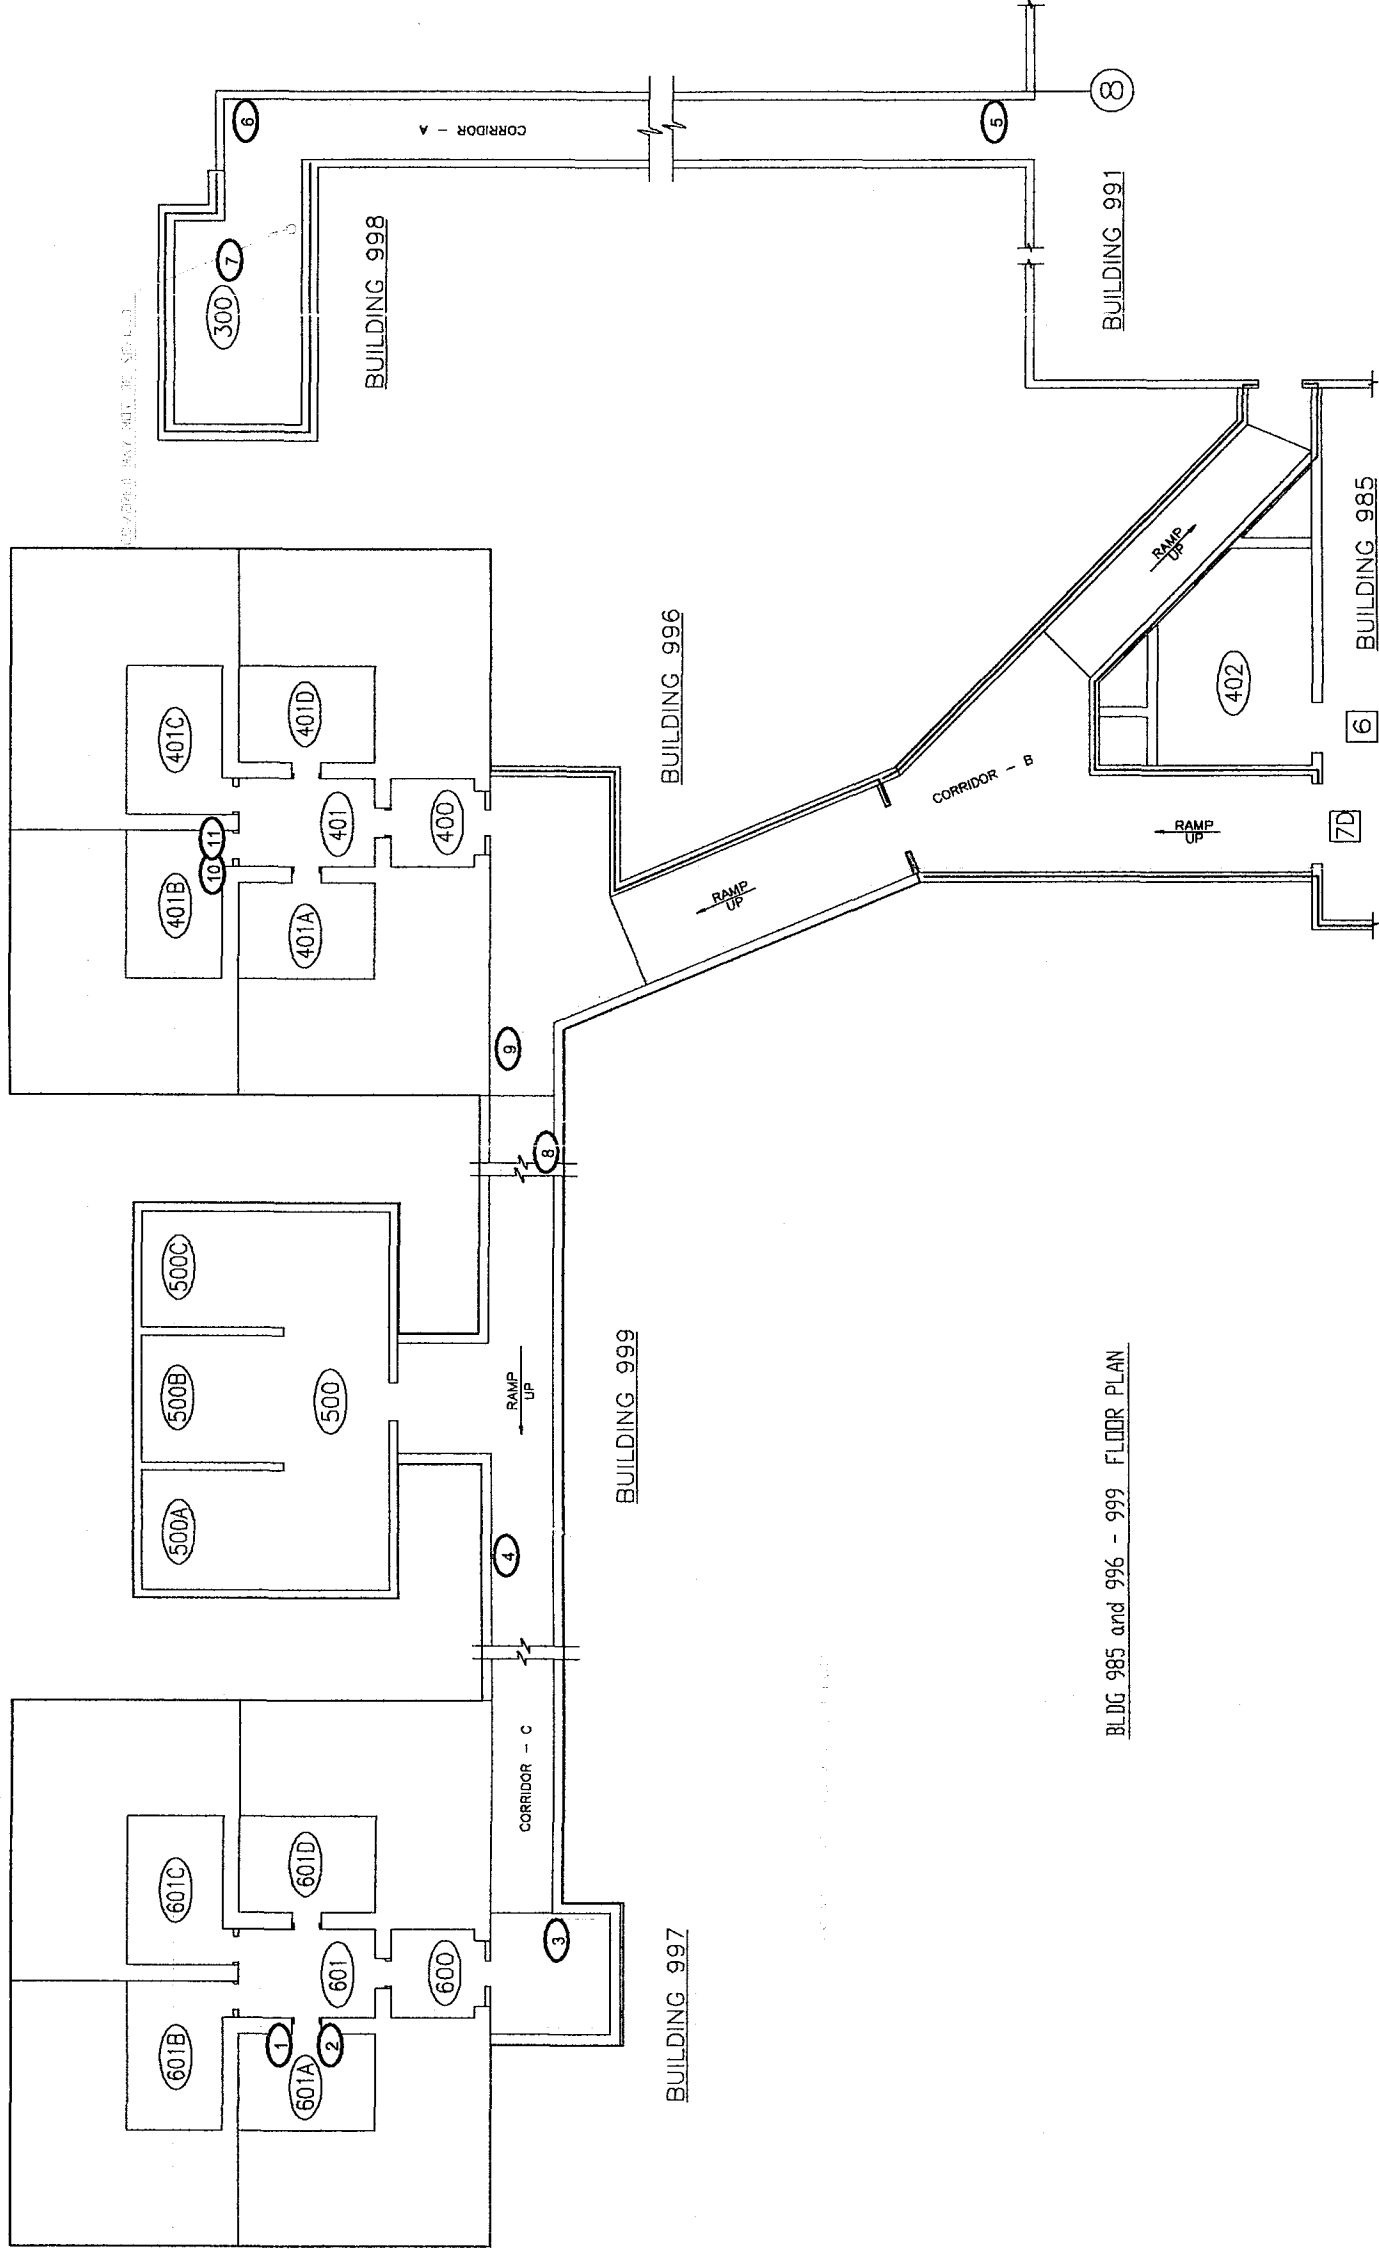 6
CORRIDOR - A
5
8
7
300
BUILDING 998
BUILDING 991
401C
401D
401
400
11
10
401B
401A
BUILDING 996
RAMP
UP
402
BUILDING 985
6
CORRIDOR - B
RAMP
UP
7D
RAMP
UP
9
8
500C
500B
500
500A
RAMP
UP
BUILDING 999
4
CORRIDOR - C
601C
601D
601
600
3
601B
1
2
601A
BUILDING 997
BLDG 985 and 996 - 999 FLOOR PLAN